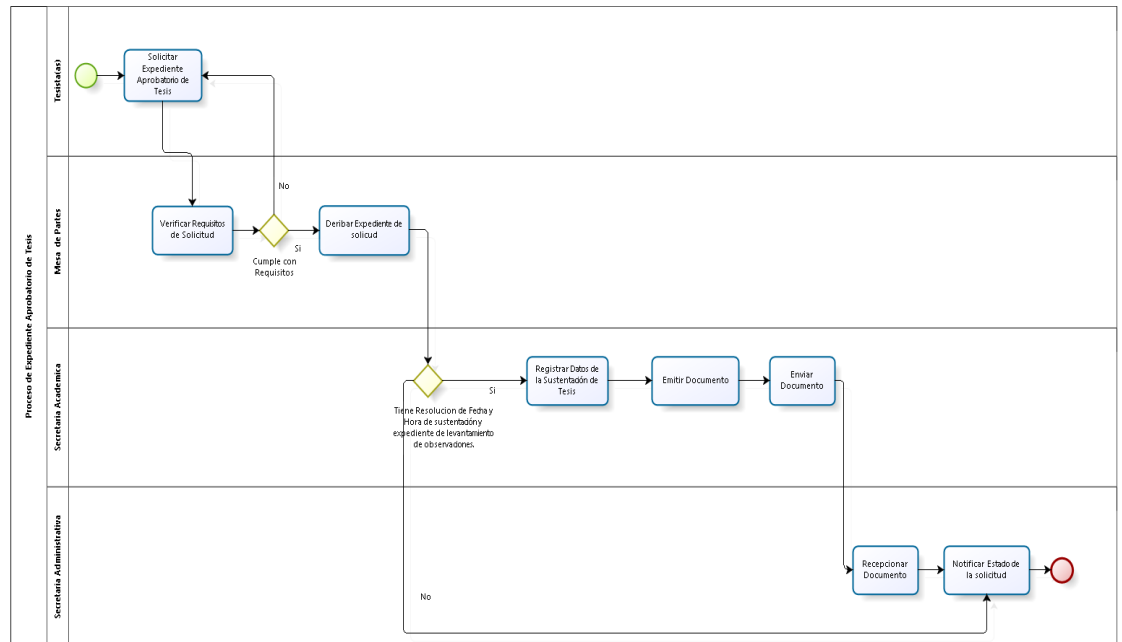 Proceso de Expediente Aprobatorio de Tesis
Tesista(as)
Solicitar
Expediente
Aprobatorio de
Tesis
Mesa de Partes
No
Verificar Requisitos
de Solicitud
Si
Cumple con
Requisitos
Deribar Expediente de
solicud
Secretaria Academica
Si
Tiene Resolucion de Fecha y
Hora de sustentación y
expediente de levantamiento
de observaciones.
Registrar Datos de
la Sustentación de
Tesis
Emitir Documento
Enviar
Documento
Secretaria Administrativa
No
Recepcionar
Documento
Notificar Estado de
la solicitud